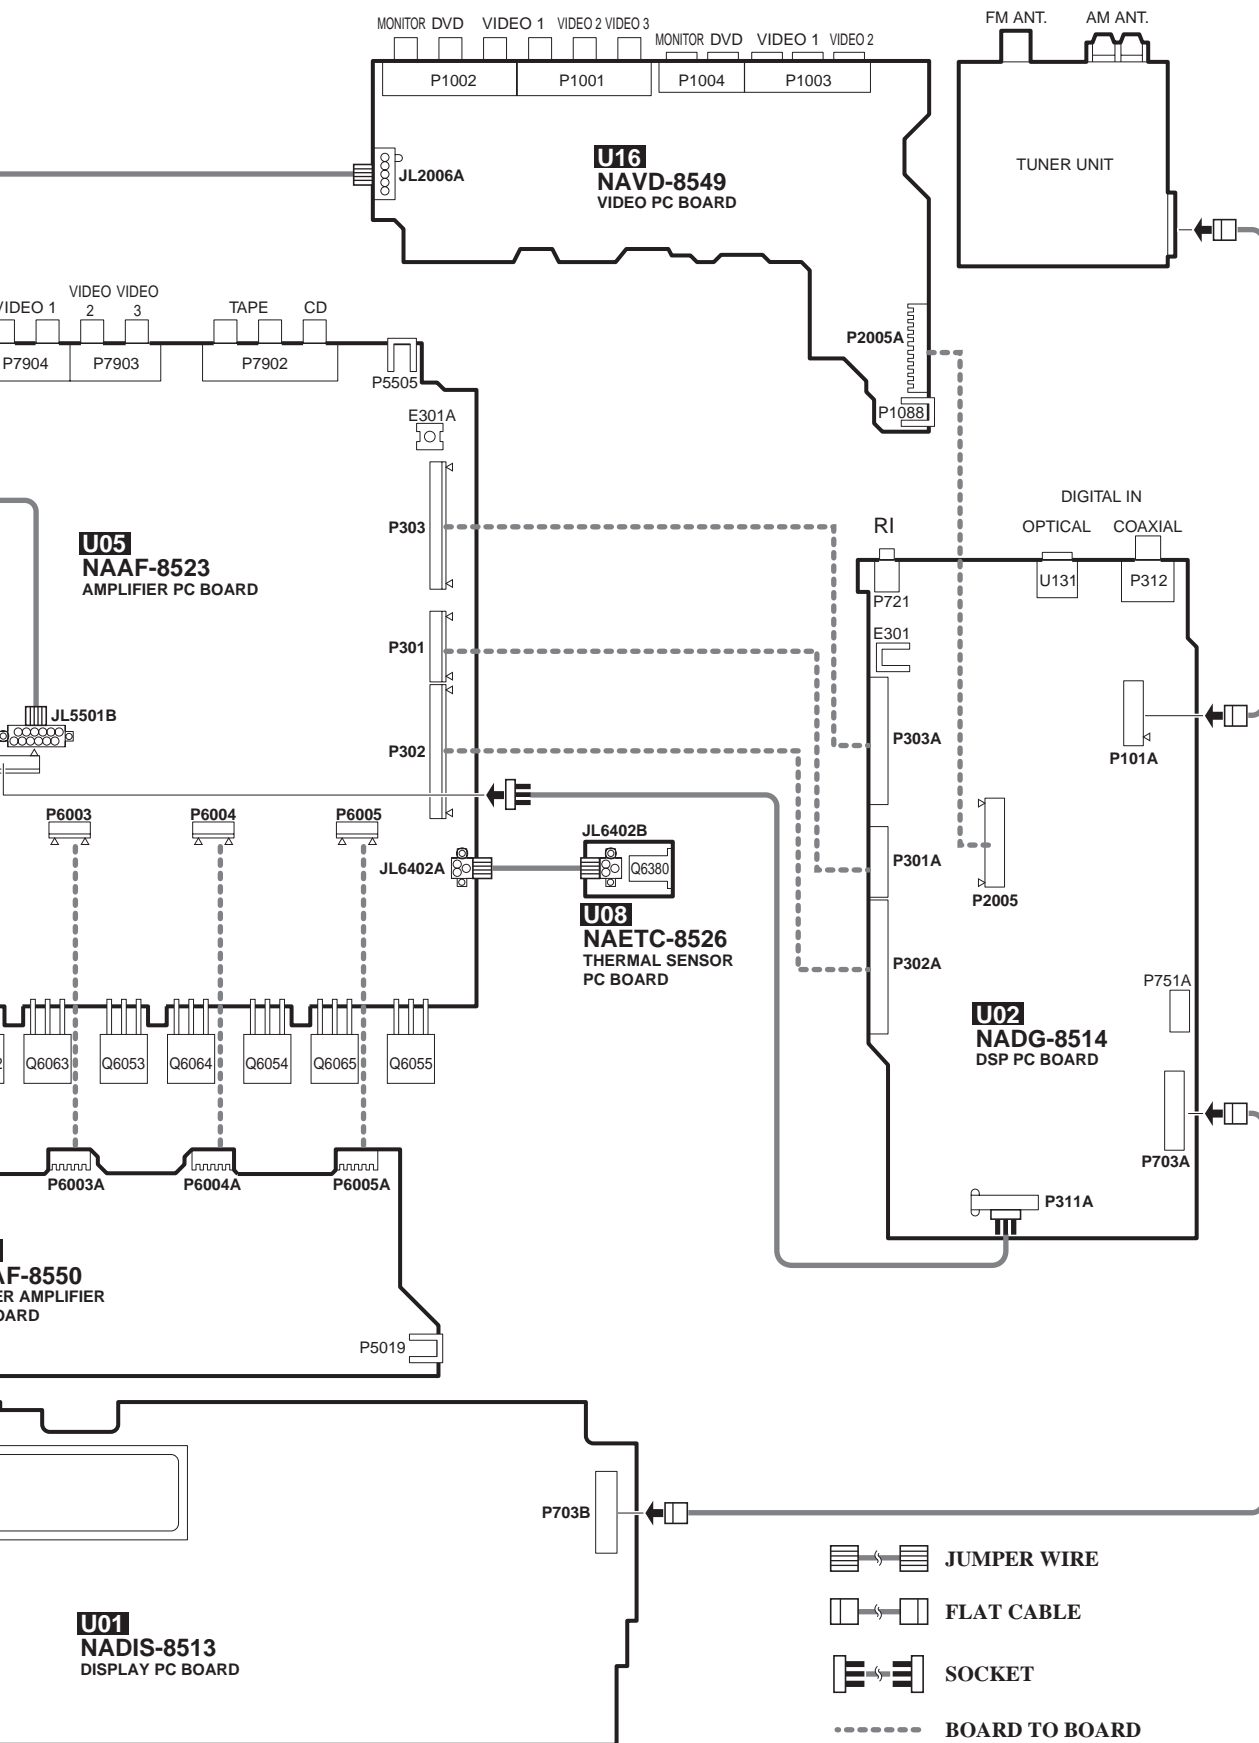 FM ANT. AM ANT.
MONITOR DVD VIDEO 1 VIDEO 2 VIDEO 3
MONITOR DVD VIDEO 1 VIDEO 2
P1002 P1001 P1004 P1003
U16
NAVD-8549
VIDEO PC BOARD
JL2006A
TUNER UNIT
VIDEO 1 VIDEO 2 VIDEO 3 TAPE CD
P7904 P7903 P7902
P5505
P2005A
P1088
E301A
P303
U05
NAAF-8523
AMPLIFIER PC BOARD
P301
JL5501B
P302
P6003 P6004 P6005
JL6402A
JL6402B
Q6380
U08
NAETC-8526
THERMAL SENSOR
PC BOARD
DIGITAL IN
RI OPTICAL COAXIAL
U131 P312
P721
E301
P303A
P101A
P301A
P2005
P302A
P751A
U02
NADG-8514
DSP PC BOARD
P703A
P311A
2 Q6063 Q6053 Q6064 Q6054 Q6065 Q6055
P6003A P6004A P6005A
AF-8550
ER AMPLIFIER
OARD
P5019
P703B
U01
NADIS-8513
DISPLAY PC BOARD
JUMPER WIRE
FLAT CABLE
SOCKET
BOARD TO BOARD